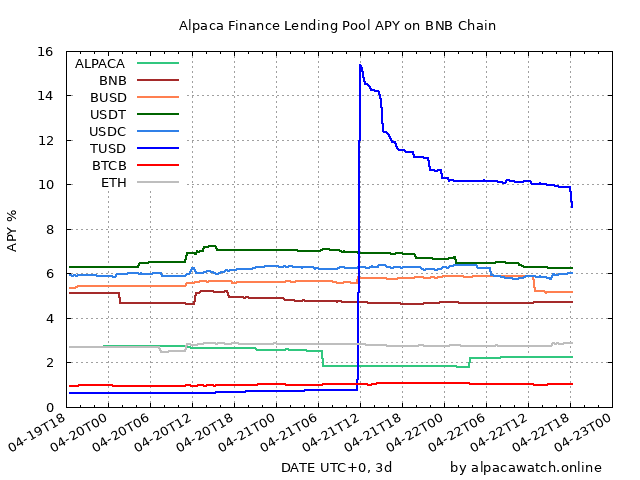 Alpaca Finance Lending Pool APY on BNB Chain
16
14
12
10
8
6
4
2
0
APY %
ALPACA
BNB
BUSD
USDT
USDC
TUSD
BTCB
ETH
04-19T18
04-20T00
04-20T06
04-20T12
04-20T18
04-21T00
04-21T06
04-21T12
04-21T18
04-22T00
04-22T06
04-22T12
04-22T18
04-23T00
DATE UTC+0, 3d
by alpacawatch.online